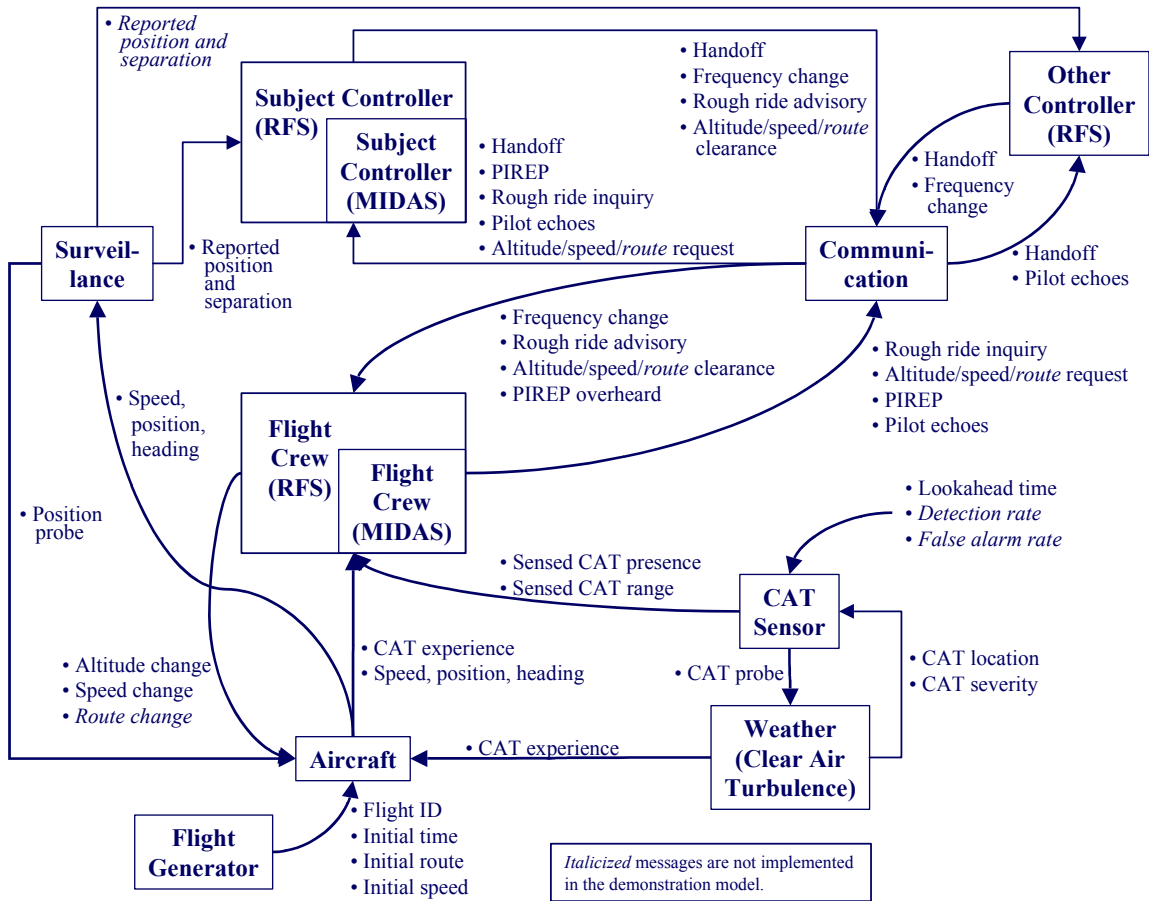 • Reported
position and
separation
Subject Controller
(RFS)
Subject
Controller
(MIDAS)
• Handoff
• Frequency change
• Rough ride advisory
• Altitude/speed/route
clearance
Other
Controller
(RFS)
• Handoff
• PIREP
• Rough ride inquiry
• Pilot echoes
• Altitude/speed/route request
• Handoff
• Frequency
change
Surveil-
lance
• Reported
position
and
separation
Communi-
cation
• Handoff
• Pilot echoes
• Frequency change
• Rough ride advisory
• Altitude/speed/route clearance
• PIREP overheard
• Rough ride inquiry
• Altitude/speed/route request
• PIREP
• Pilot echoes
• Speed,
position,
heading
Flight
Crew
(RFS)
Flight
Crew
(MIDAS)
• Position
probe
• Lookahead time
• Detection rate
• False alarm rate
• Sensed CAT presence
• Sensed CAT range
CAT
Sensor
• CAT experience
• Speed, position, heading
• CAT probe
• CAT location
• CAT severity
• Altitude change
• Speed change
• Route change
Aircraft
• CAT experience
Weather
(Clear Air
Turbulence)
Flight
Generator
• Flight ID
• Initial time
• Initial route
• Initial speed
Italicized messages are not implemented
in the demonstration model.